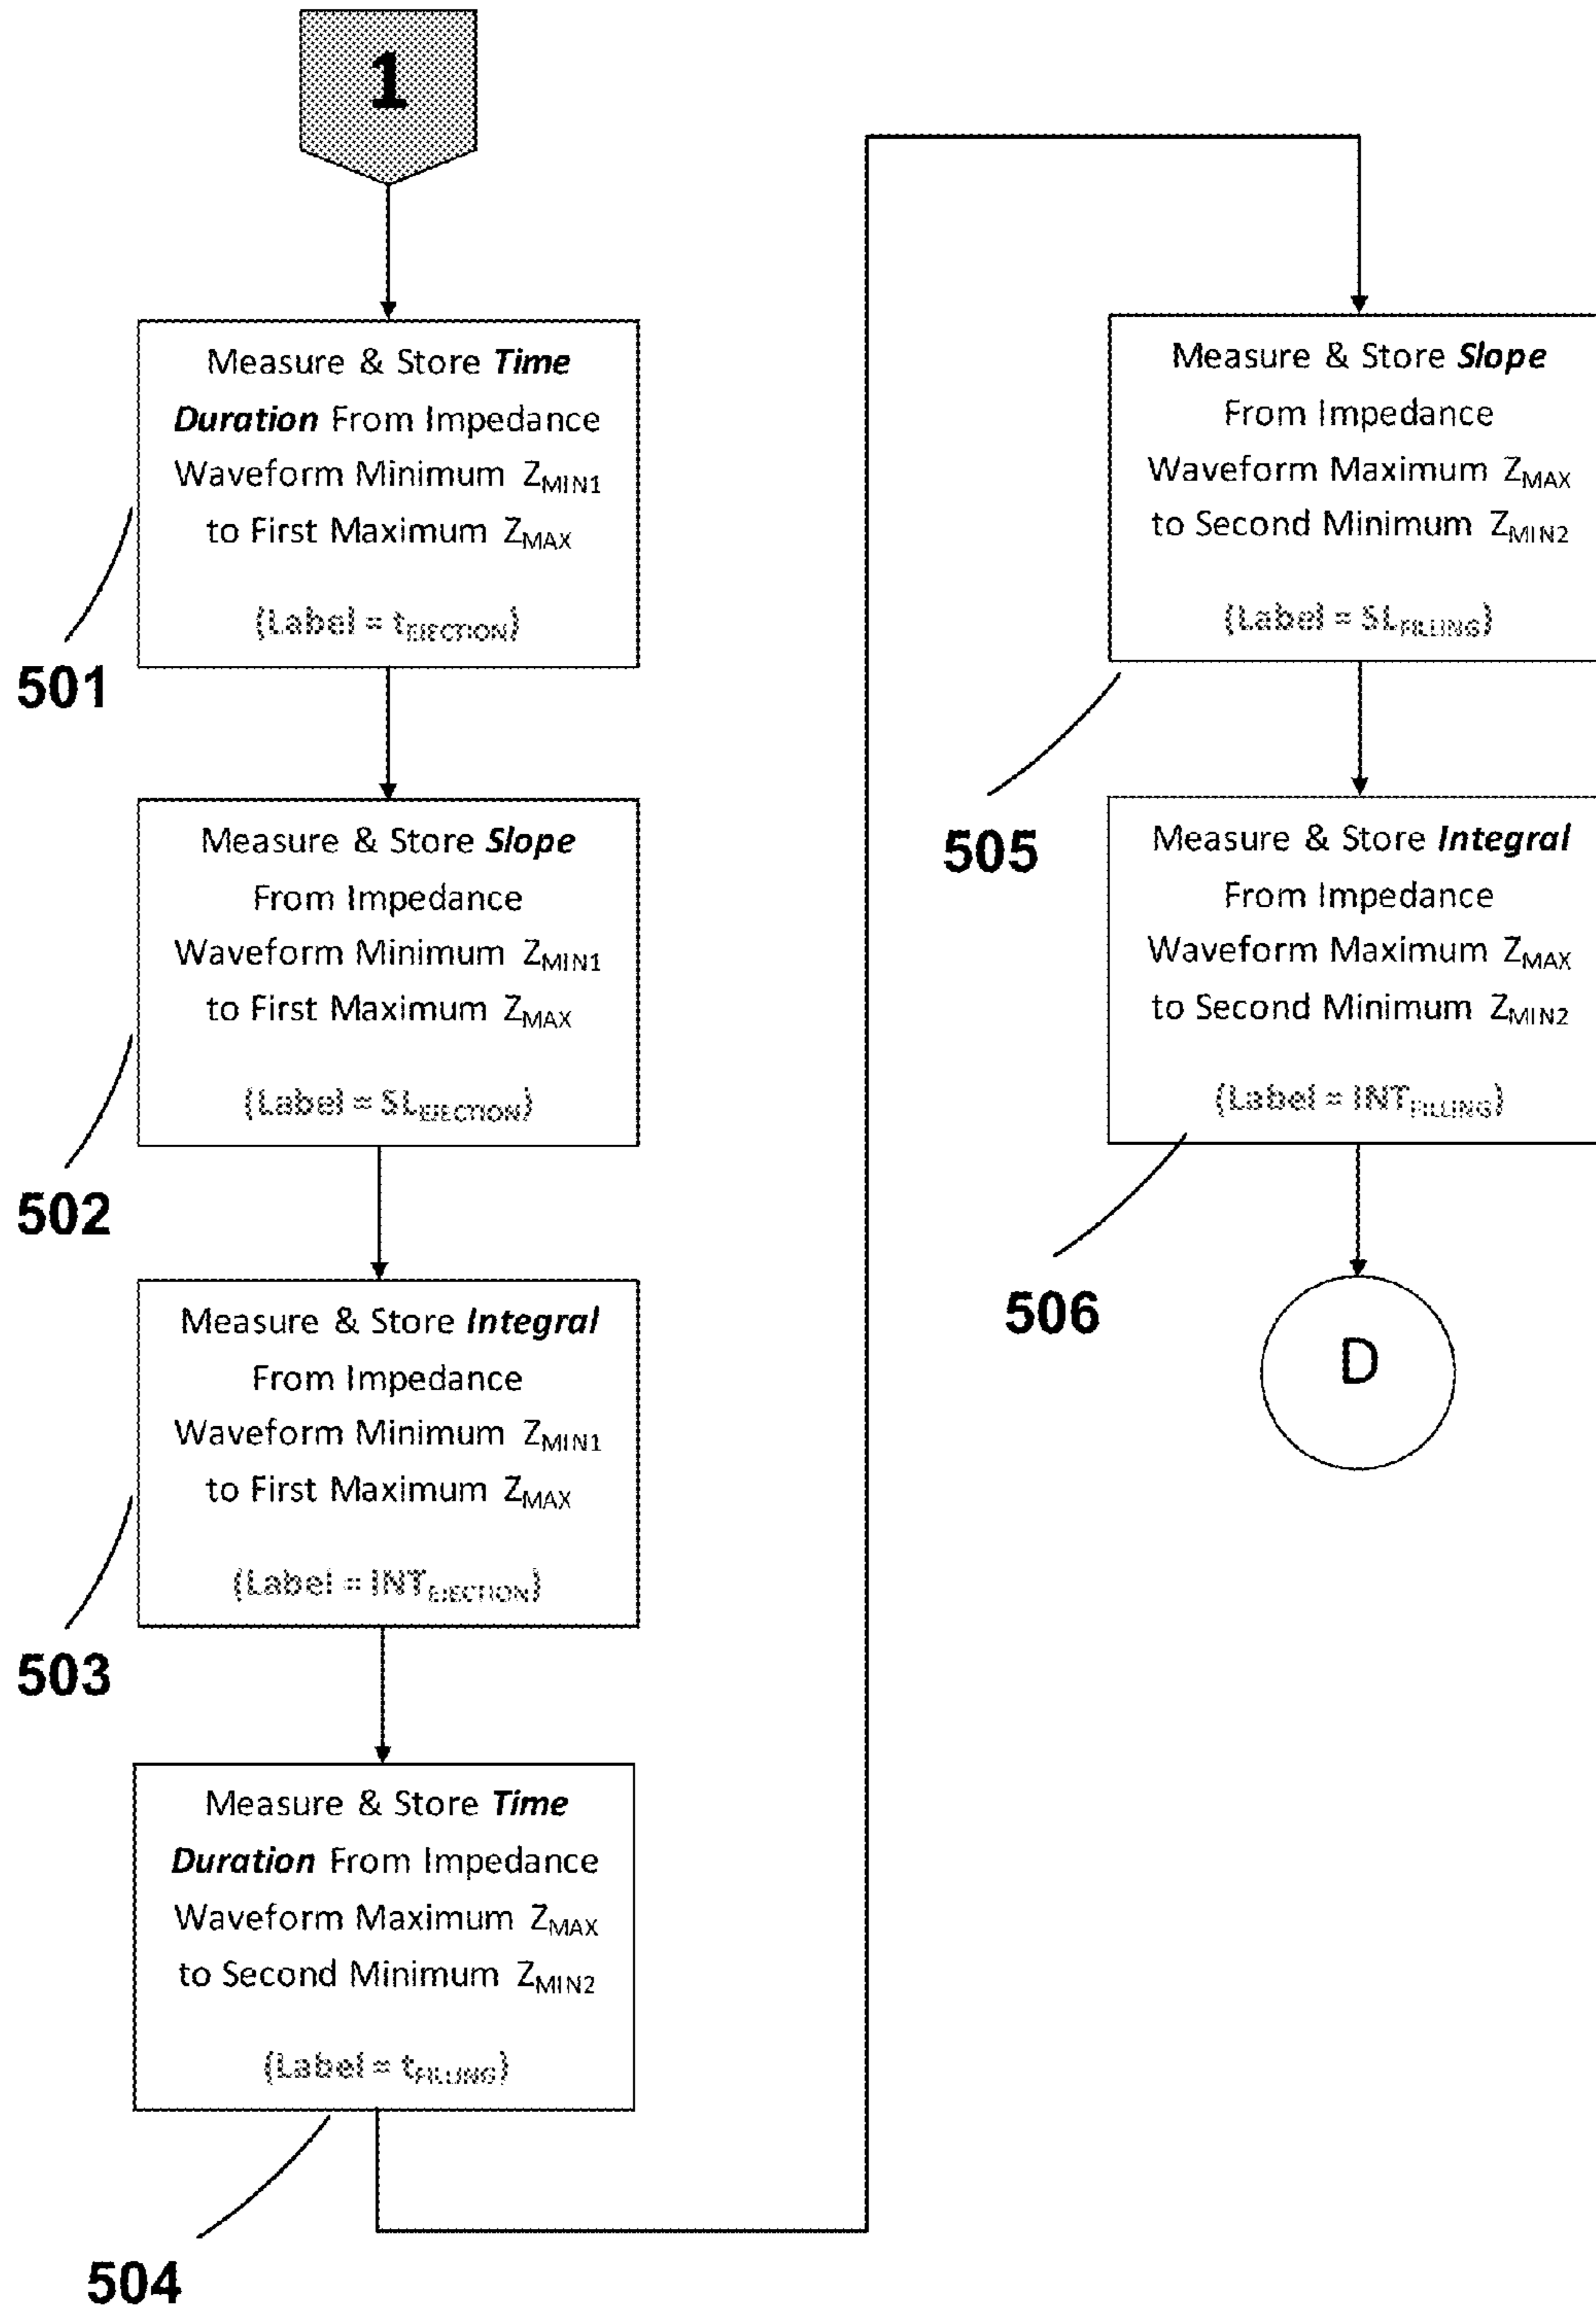 1
Measure & Store Time
Duration From Impedance
Waveform Minimum ZMIN1
to First Maximum ZMAX
(Label = tEJECTION)
501
Measure & Store Slope
From Impedance
Waveform Minimum ZMIN1
to First Maximum ZMAX
(Label = SLEJECTION)
502
Measure & Store Integral
From Impedance
Waveform Minimum ZMIN1
to First Maximum ZMAX
(Label = INTEJECTION)
503
Measure & Store Time
Duration From Impedance
Waveform Maximum ZMAX
to Second Minimum ZMIN2
(Label = tFILLING)
504
Measure & Store Slope
From Impedance
Waveform Maximum ZMAX
to Second Minimum ZMIN2
(Label = SLFILLING)
505
Measure & Store Integral
From Impedance
Waveform Maximum ZMAX
to Second Minimum ZMIN2
(Label = INTFILLING)
506
D